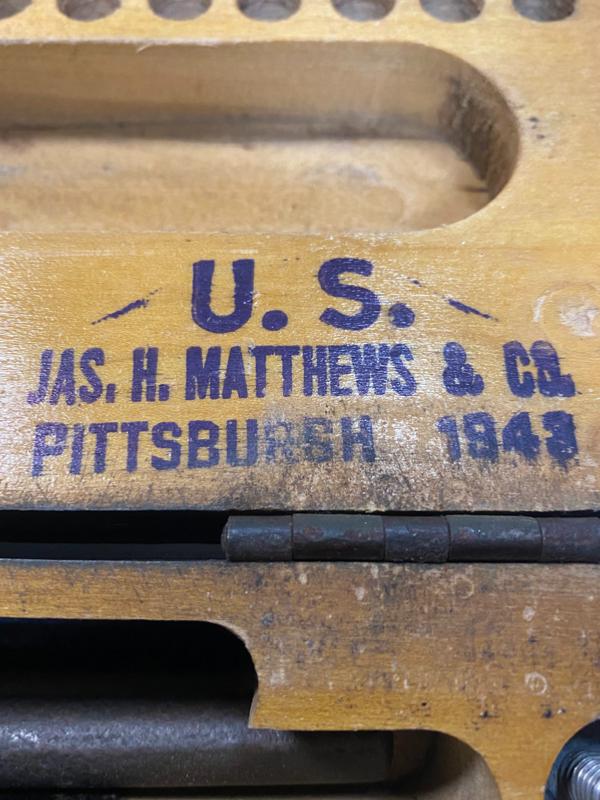 U. S.
JAS. H. MATTHEWS & CO.
PITTSBURGH 1943